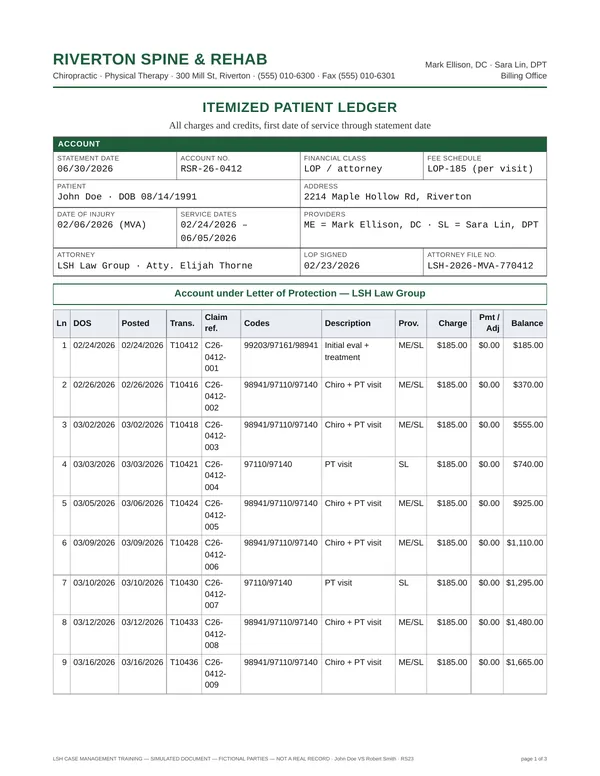 RIVERTON SPINE & REHAB
Mark Ellison, DC · Sara Lin, DPT
Chiropractic · Physical Therapy · 300 Mill St, Riverton · (555) 010-6300 · Fax (555) 010-6301
Billing Office
ITEMIZED PATIENT LEDGER
All charges and credits, first date of service through statement date
ACCOUNT
STATEMENT DATE ACCOUNT NO. FINANCIAL CLASS FEE SCHEDULE
06/30/2026 RSR-26-0412 LOP / attorney LOP-185 (per visit)
PATIENT ADDRESS
John Doe · DOB 08/14/1991 2214 Maple Hollow Rd, Riverton
DATE OF INJURY SERVICE DATES PROVIDERS
02/06/2026 (MVA) 02/24/2026 – ME = Mark Ellison, DC · SL = Sara Lin, DPT
06/05/2026
ATTORNEY LOP SIGNED ATTORNEY FILE NO.
LSH Law Group · Atty. Elijah Thorne 02/23/2026 LSH-2026-MVA-770412
Account under Letter of Protection — LSH Law Group
Ln DOS Posted Trans. Claim ref. Codes Description Prov. Charge Pmt / Adj Balance
1 02/24/2026 02/24/2026 T10412 C26-0412-001 99203/97161/98941 Initial eval + treatment ME/SL $185.00 $0.00 $185.00
2 02/26/2026 02/26/2026 T10416 C26-0412-002 98941/97110/97140 Chiro + PT visit ME/SL $185.00 $0.00 $370.00
3 03/02/2026 03/02/2026 T10418 C26-0412-003 98941/97110/97140 Chiro + PT visit ME/SL $185.00 $0.00 $555.00
4 03/03/2026 03/03/2026 T10421 C26-0412-004 97110/97140 PT visit SL $185.00 $0.00 $740.00
5 03/05/2026 03/06/2026 T10424 C26-0412-005 98941/97110/97140 Chiro + PT visit ME/SL $185.00 $0.00 $925.00
6 03/09/2026 03/09/2026 T10428 C26-0412-006 98941/97110/97140 Chiro + PT visit ME/SL $185.00 $0.00 $1,110.00
7 03/10/2026 03/10/2026 T10430 C26-0412-007 97110/97140 PT visit SL $185.00 $0.00 $1,295.00
8 03/12/2026 03/12/2026 T10433 C26-0412-008 98941/97110/97140 Chiro + PT visit ME/SL $185.00 $0.00 $1,480.00
9 03/16/2026 03/16/2026 T10436 C26-0412-009 98941/97110/97140 Chiro + PT visit ME/SL $185.00 $0.00 $1,665.00
LSH CASE MANAGEMENT TRAINING — SIMULATED DOCUMENT — FICTIONAL PARTIES — NOT A REAL RECORD · John Doe VS Robert Smith · RS23
page 1 of 3